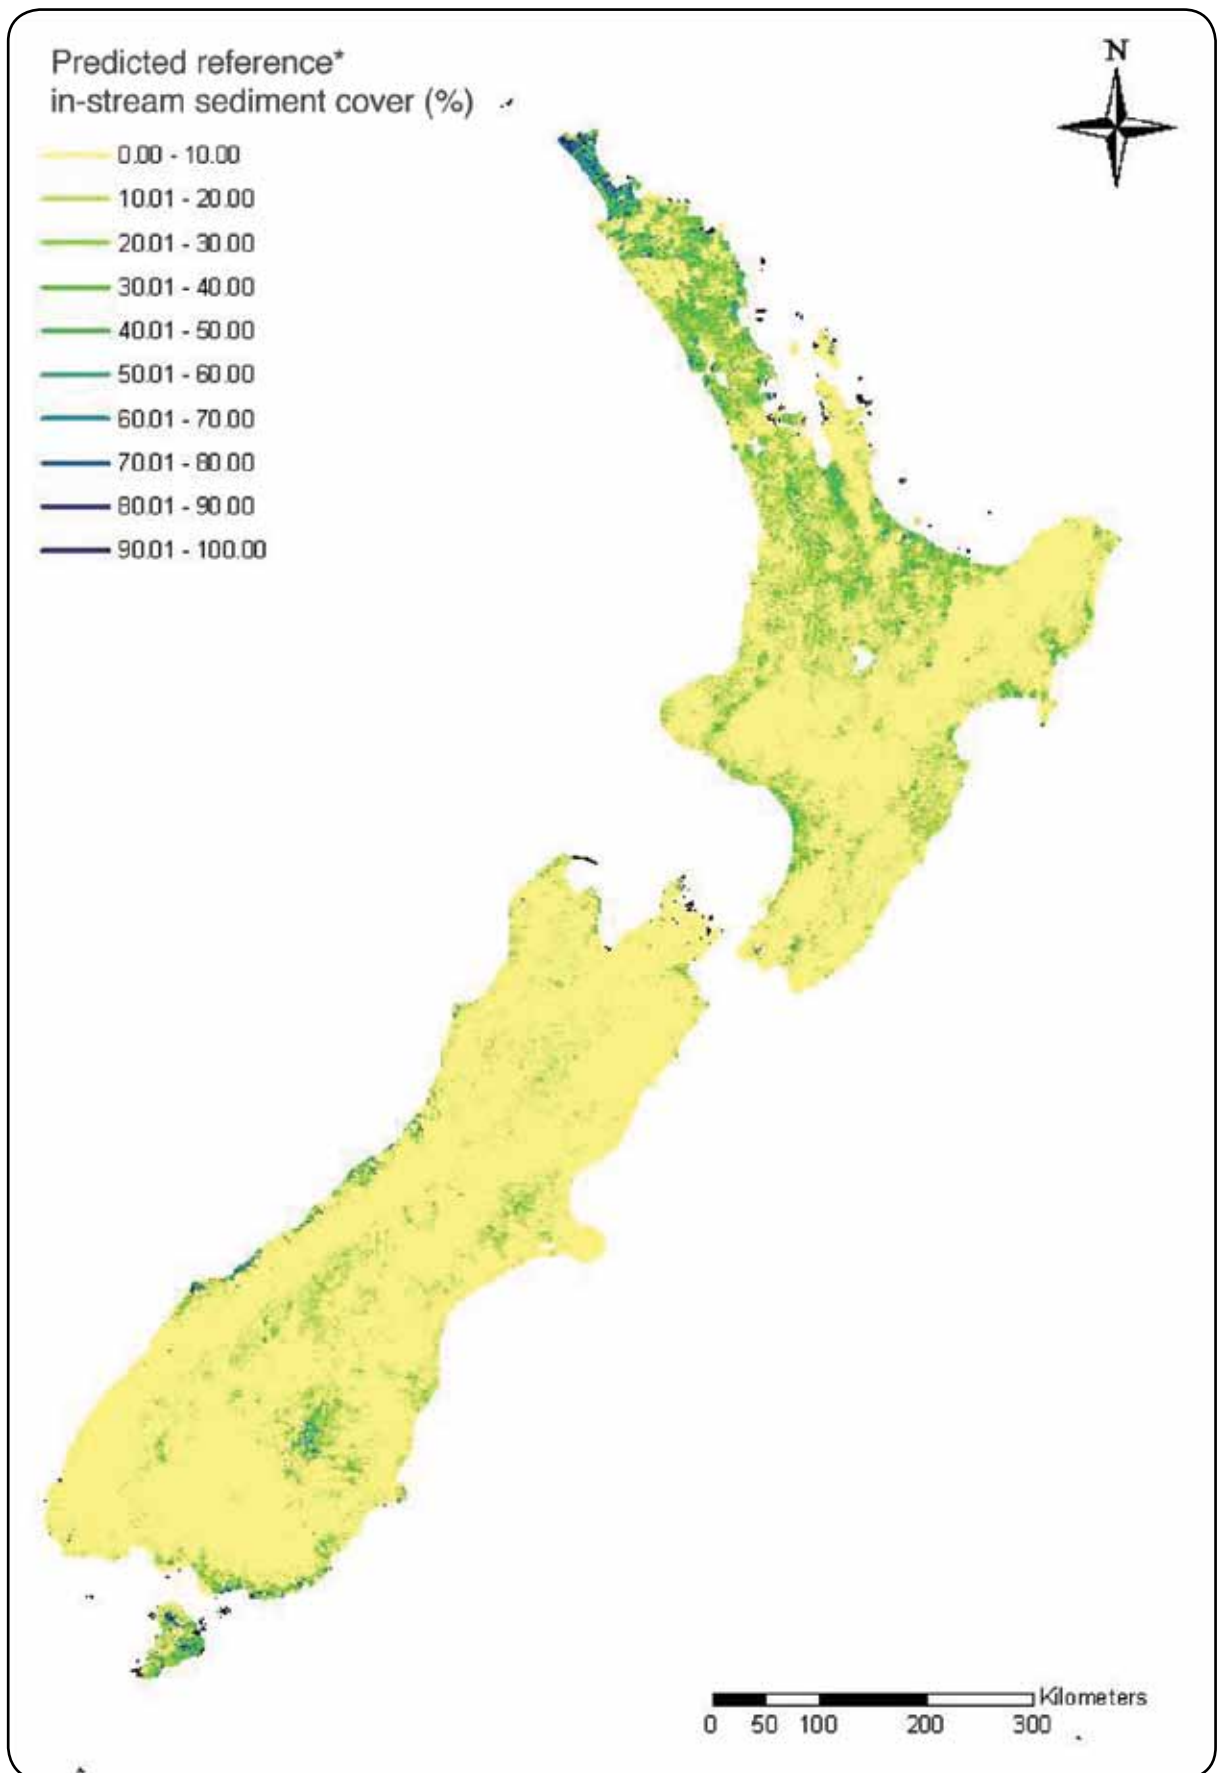 Predicted reference*
in-stream sediment cover (%)
N
0.00 - 10.00
10.01 - 20.00
20.01 - 30.00
30.01 - 40.00
40.01 - 50.00
50.01 - 60.00
60.01 - 70.00
70.01 - 80.00
80.01 - 90.00
90.01 - 100.00
Kilometers
0 50 100 200 300